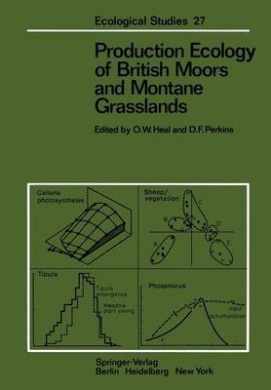 Ecological Studies 27
Production Ecology
of British Moors
and Montane
Grasslands
Edited by O.W. Heal and D.F. Perkins
Calluna
photosynthesis
Sheep/
vegetation
A
B
C
D
Tipula
Tipula
emergence
Meadow
pipit young
Phosphorus
input
accumulation
Springer-Verlag
Berlin Heidelberg New York